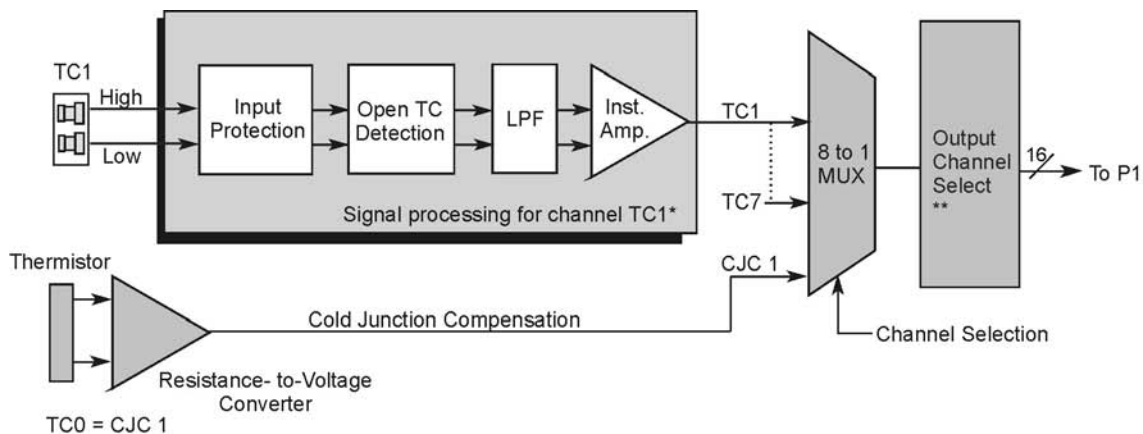 TC1
High
Low
Input
Protection
Open TC
Detection
LPF
Inst.
Amp.
Signal processing for channel TC1*
TC1
TC7
CJC 1
8 to 1
MUX
Output
Channel
Select
**
16
To P1
Channel Selection
Thermistor
Cold Junction Compensation
Resistance- to-Voltage
Converter
TC0 = CJC 1